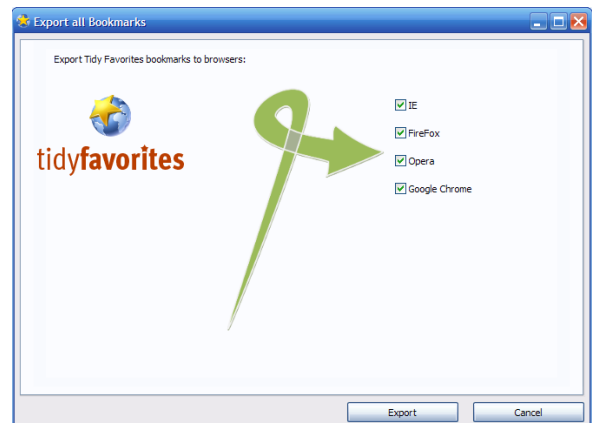 Export all Bookmarks
Export Tidy Favorites bookmarks to browsers:
tidyfavorites
IE
FireFox
Opera
Google Chrome
Export
Cancel